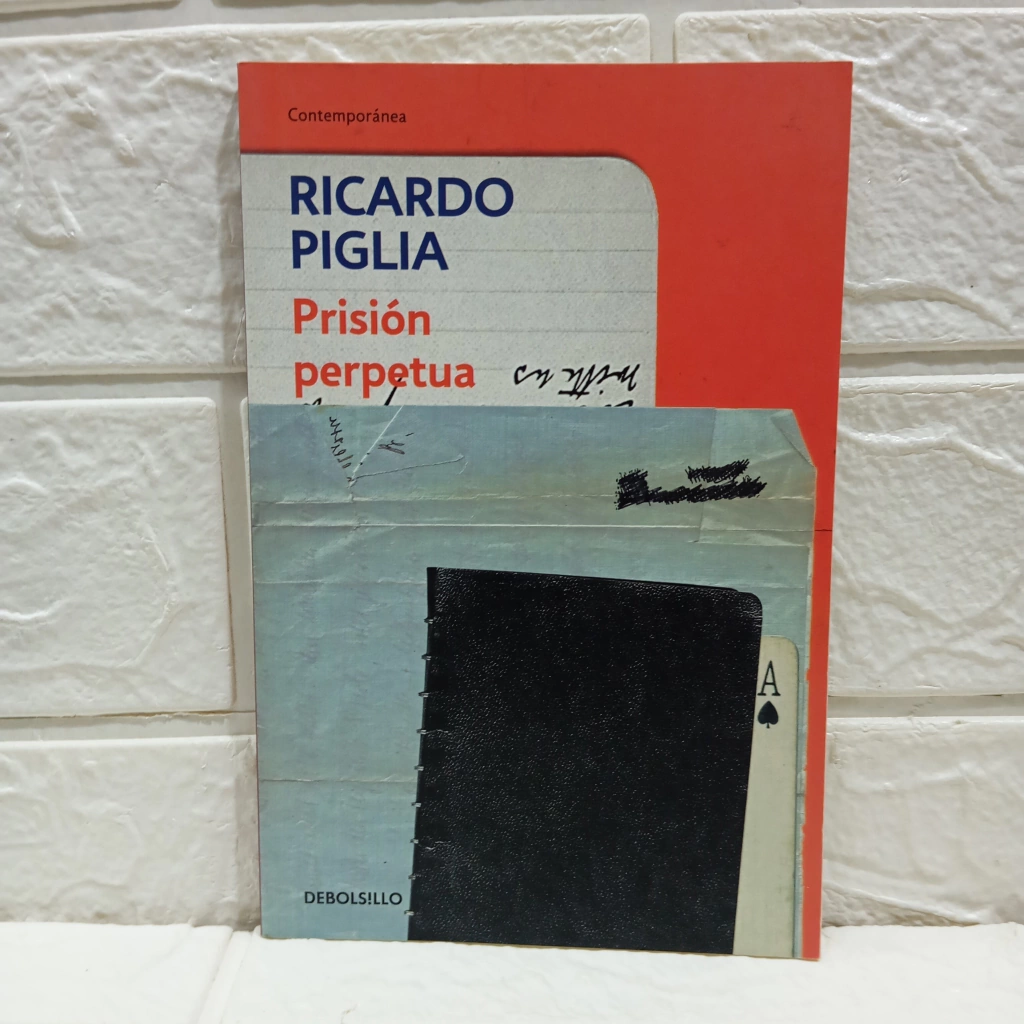 Contemporánea
RICARDO
PIGLIA
Prisión
perpetua
A
DEBOLS!LLO